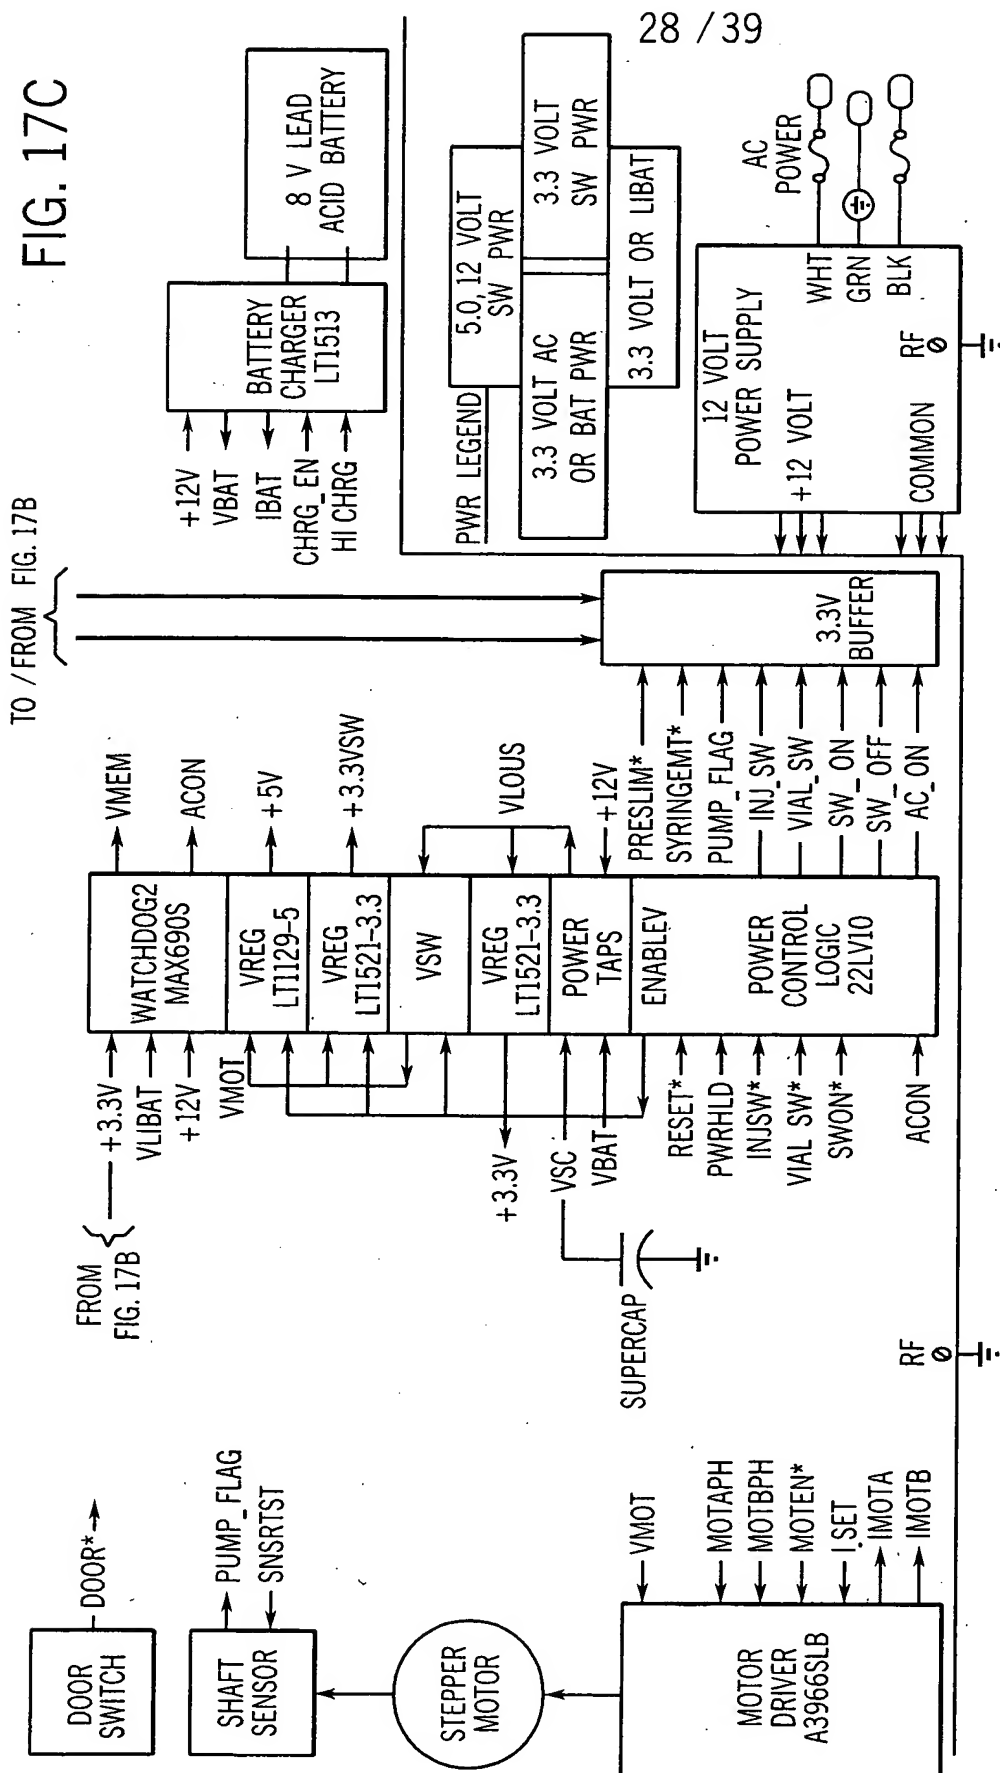 28 / 39
FIG. 17C
TO / FROM FIG. 17B
FROM
FIG. 17B
DOOR
SWITCH
DOOR*
SHAFT
SENSOR
PUMP_FLAG
SNSRTST
STEPPER
MOTOR
MOTOR
DRIVER
A3966SLB
VMOT
MOTAPH
MOTBPH
MOTEN*
I_SET
IMOTA
IMOTB
RF
SUPERCAP
+3.3V
VLIBAT
+12V
VMOT
+3.3V
VSC
VBAT
RESET*
PWRHLD
INJSW*
VIAL SW*
SWON*
ACON
WATCHDOG2
MAX690S
VREG
LT1129-5
VREG
LT1521-3.3
VSW
VREG
LT1521-3.3
POWER
TAPS
ENABLEV
POWER
CONTROL
LOGIC
22LV10
VMEM
ACON
+5V
+3.3VSW
VLOUS
+12V
PRESLIM*
SYRINGEMT*
PUMP_FLAG
INJ_SW
VIAL_SW
SW_ON
SW_OFF
AC_ON
3.3V
BUFFER
+12V
VBAT
IBAT
CHRG_EN
HI CHRG
BATTERY
CHARGER
LT1513
8 V LEAD
ACID BATTERY
PWR LEGEND
5.0, 12 VOLT
SW PWR
3.3 VOLT AC
OR BAT PWR
3.3 VOLT
SW PWR
3.3 VOLT OR LIBAT
12 VOLT
POWER SUPPLY
+12 VOLT
COMMON
WHT
GRN
BLK
RF
AC
POWER